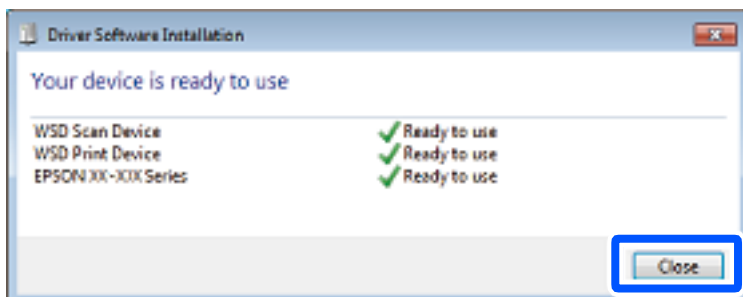 Driver Software Installation
Your device is ready to use
WSD Scan Device Ready to use
WSD Print Device Ready to use
EPSON XX-XXX Series Ready to use
Close